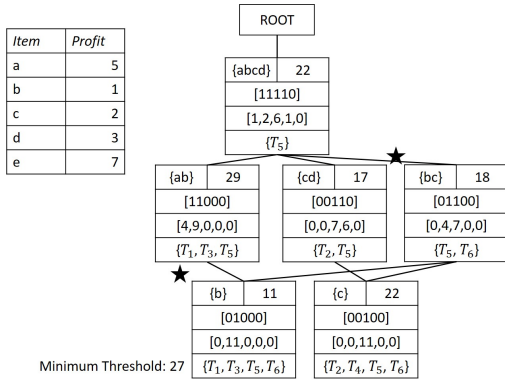 ROOT
Item Profit
a 5
b 1
c 2
d 3
e 7
{abcd} 22
[11110]
[1,2,6,1,0]
{T₅}
{ab} 29
[11000]
[4,9,0,0,0]
{T₁, T₃, T₅}
{cd} 17
[00110]
[0,0,7,6,0]
{T₂, T₅}
{bc} 18
[01100]
[0,4,7,0,0]
{T₅, T₆}
{b} 11
[01000]
[0,11,0,0,0]
{T₁, T₃, T₅, T₆}
{c} 22
[00100]
[0,0,11,0,0]
{T₂, T₄, T₅, T₆}
Minimum Threshold: 27